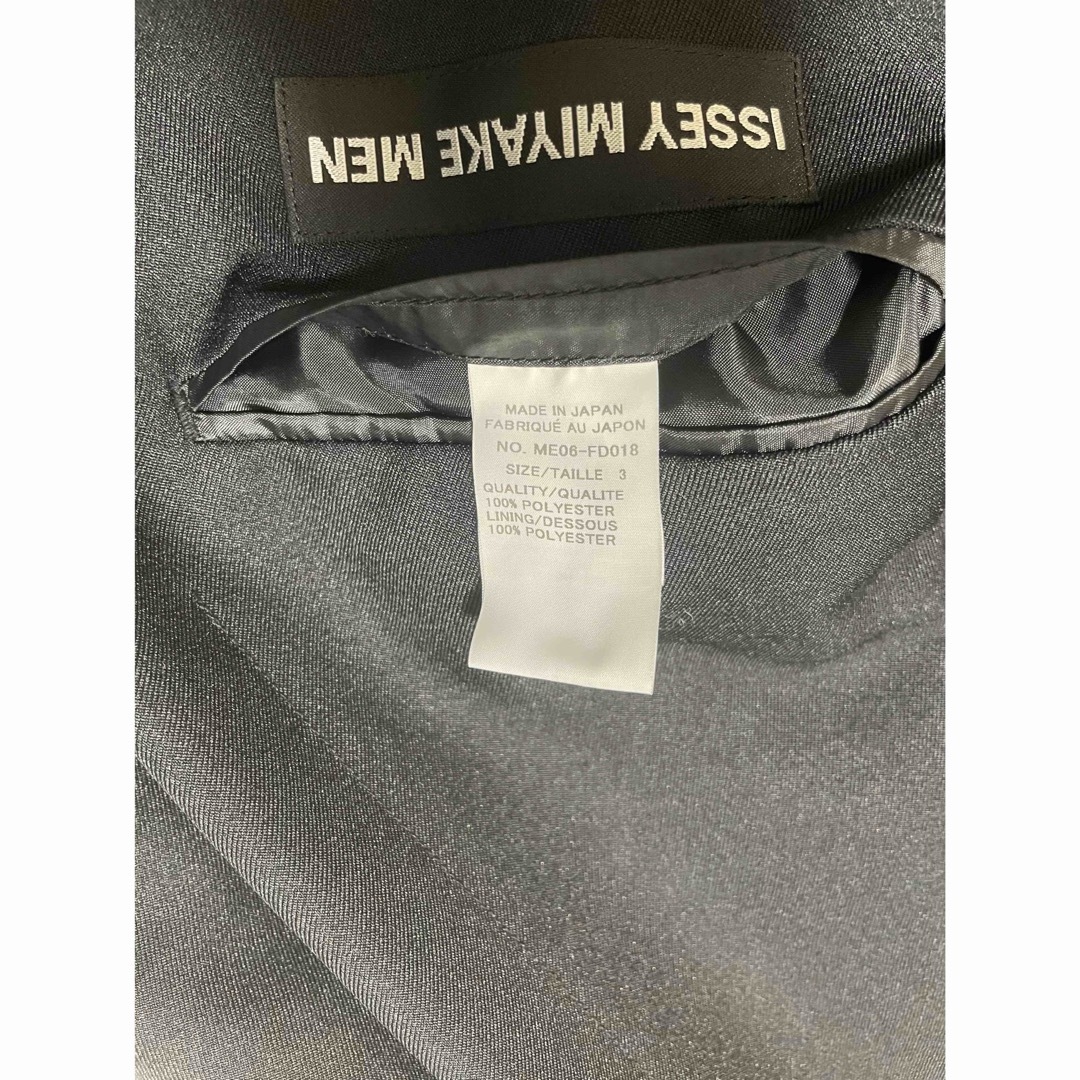 ISSEY MIYAKE MEN
MADE IN JAPAN
FABRIQUÉ AU JAPON
NO. ME06-FD018
SIZE/TAILLE 3
QUALITY/QUALITE
100% POLYESTER
LINING/DESSOUS
100% POLYESTER